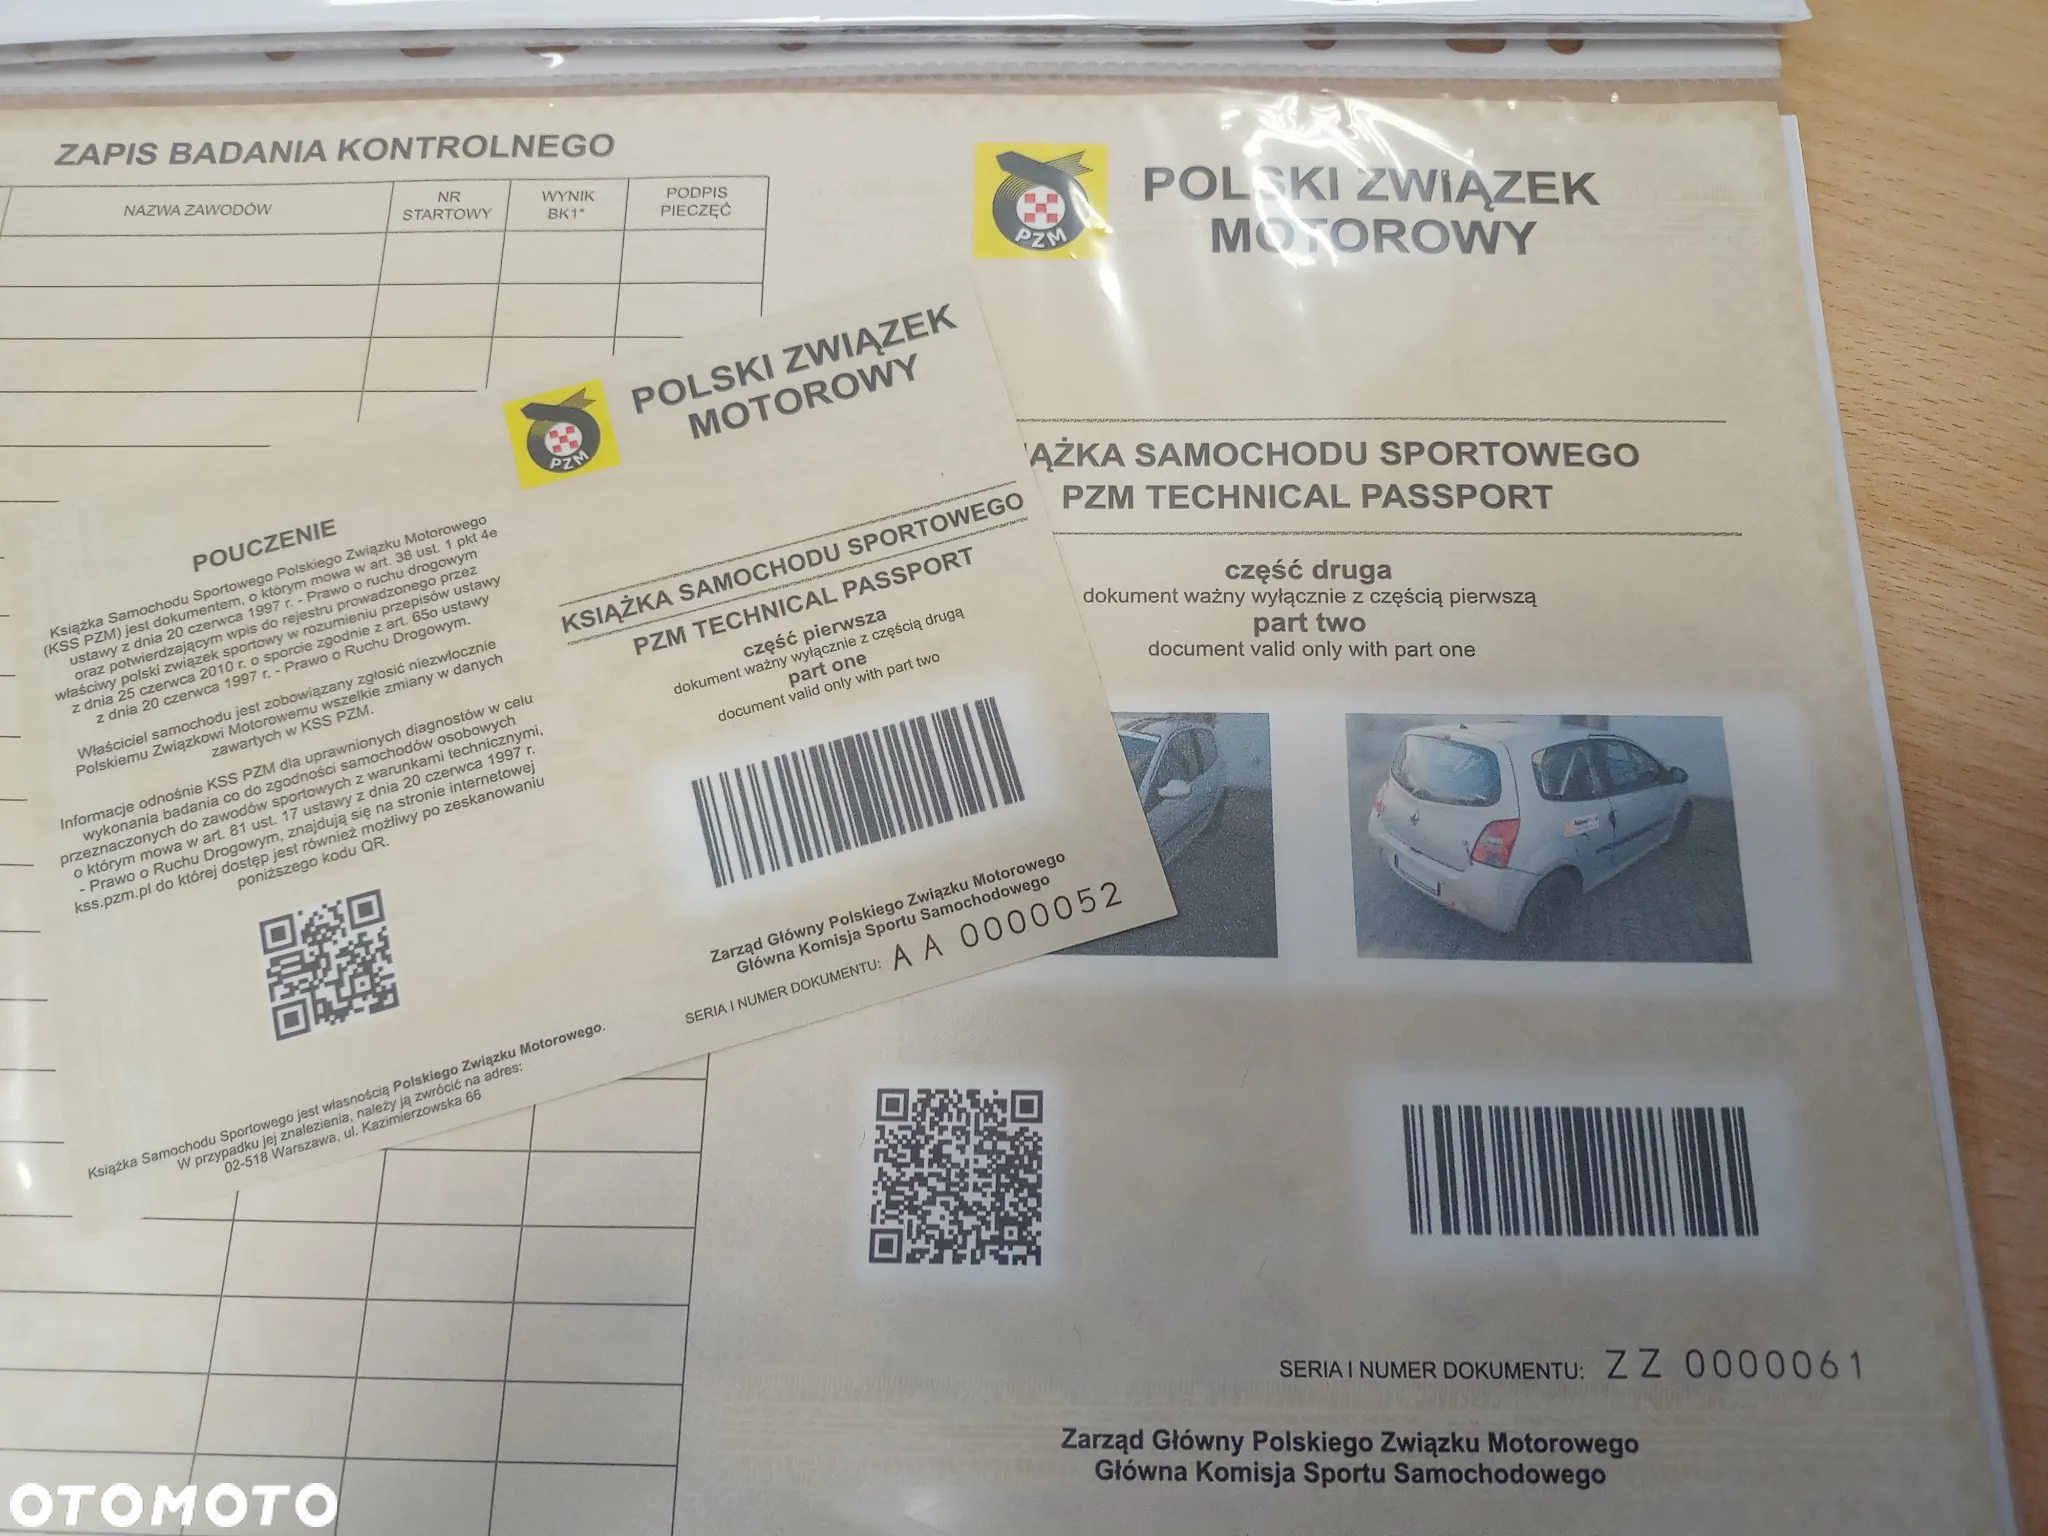 ZAPIS BADANIA KONTROLNEGO
NAZWA ZAWODÓW
NR
STARTOWY
WYNIK
BK1*
PODPIS
PIECZĘĆ
PZM
POLSKI ZWIĄZEK
MOTOROWY
ĄŻKA SAMOCHODU SPORTOWEGO
PZM TECHNICAL PASSPORT
część druga
dokument ważny wyłącznie z częścią pierwszą
part two
document valid only with part one
SERIA I NUMER DOKUMENTU: ZZ 0000061
Zarząd Główny Polskiego Związku Motorowego
Główna Komisja Sportu Samochodowego
POUCZENIE
Książka Samochodu Sportowego Polskiego Związku Motorowego
(KSS PZM) jest dokumentem, o którym mowa w art. 38 ust. 1 pkt 4e
ustawy z dnia 20 czerwca 1997 r. - Prawo o ruchu drogowym
oraz potwierdzającym wpis do rejestru prowadzonego przez
właściwy polski związek sportowy w rozumieniu przepisów ustawy
z dnia 25 czerwca 2010 r. o sporcie zgodnie z art. 65o ustawy
z dnia 20 czerwca 1997 r. - Prawo o Ruchu Drogowym.
Właściciel samochodu jest zobowiązany zgłosić niezwłocznie
Polskiemu Związkowi Motorowemu wszelkie zmiany w danych
zawartych w KSS PZM.
Informacje odnośnie KSS PZM dla uprawnionych diagnostów w celu
wykonania badania co do zgodności samochodów osobowych
przeznaczonych do zawodów sportowych z warunkami technicznymi,
o którym mowa w art. 81 ust. 17 ustawy z dnia 20 czerwca 1997 r.
- Prawo o Ruchu Drogowym, znajdują się na stronie internetowej
kss.pzm.pl do której dostęp jest również możliwy po zeskanowaniu
poniższego kodu QR.
Książka Samochodu Sportowego jest własnością Polskiego Związku Motorowego.
W przypadku jej znalezienia, należy ją zwrócić na adres:
02-518 Warszawa, ul. Kazimierzowska 66
PZM
POLSKI ZWIĄZEK
MOTOROWY
KSIĄŻKA SAMOCHODU SPORTOWEGO
PZM TECHNICAL PASSPORT
część pierwsza
dokument ważny wyłącznie z częścią drugą
part one
document valid only with part two
Zarząd Główny Polskiego Związku Motorowego
Główna Komisja Sportu Samochodowego
SERIA I NUMER DOKUMENTU: AA 0000052
OTOMOTO